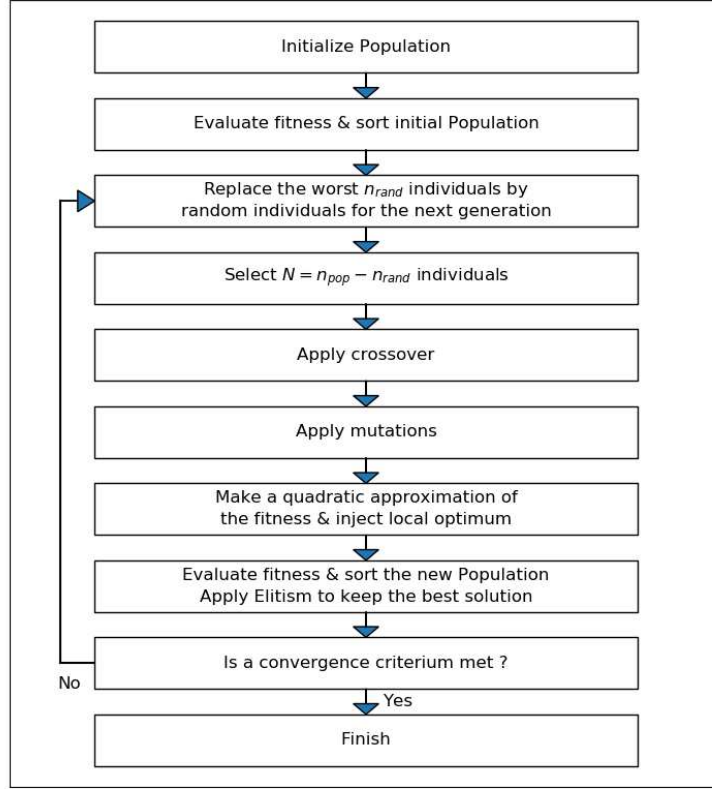 Initialize Population
Evaluate fitness & sort initial Population
Replace the worst n_rand individuals by
random individuals for the next generation
Select N = n_pop − n_rand individuals
Apply crossover
Apply mutations
Make a quadratic approximation of
the fitness & inject local optimum
Evaluate fitness & sort the new Population
Apply Elitism to keep the best solution
Is a convergence criterium met ?
No
Yes
Finish